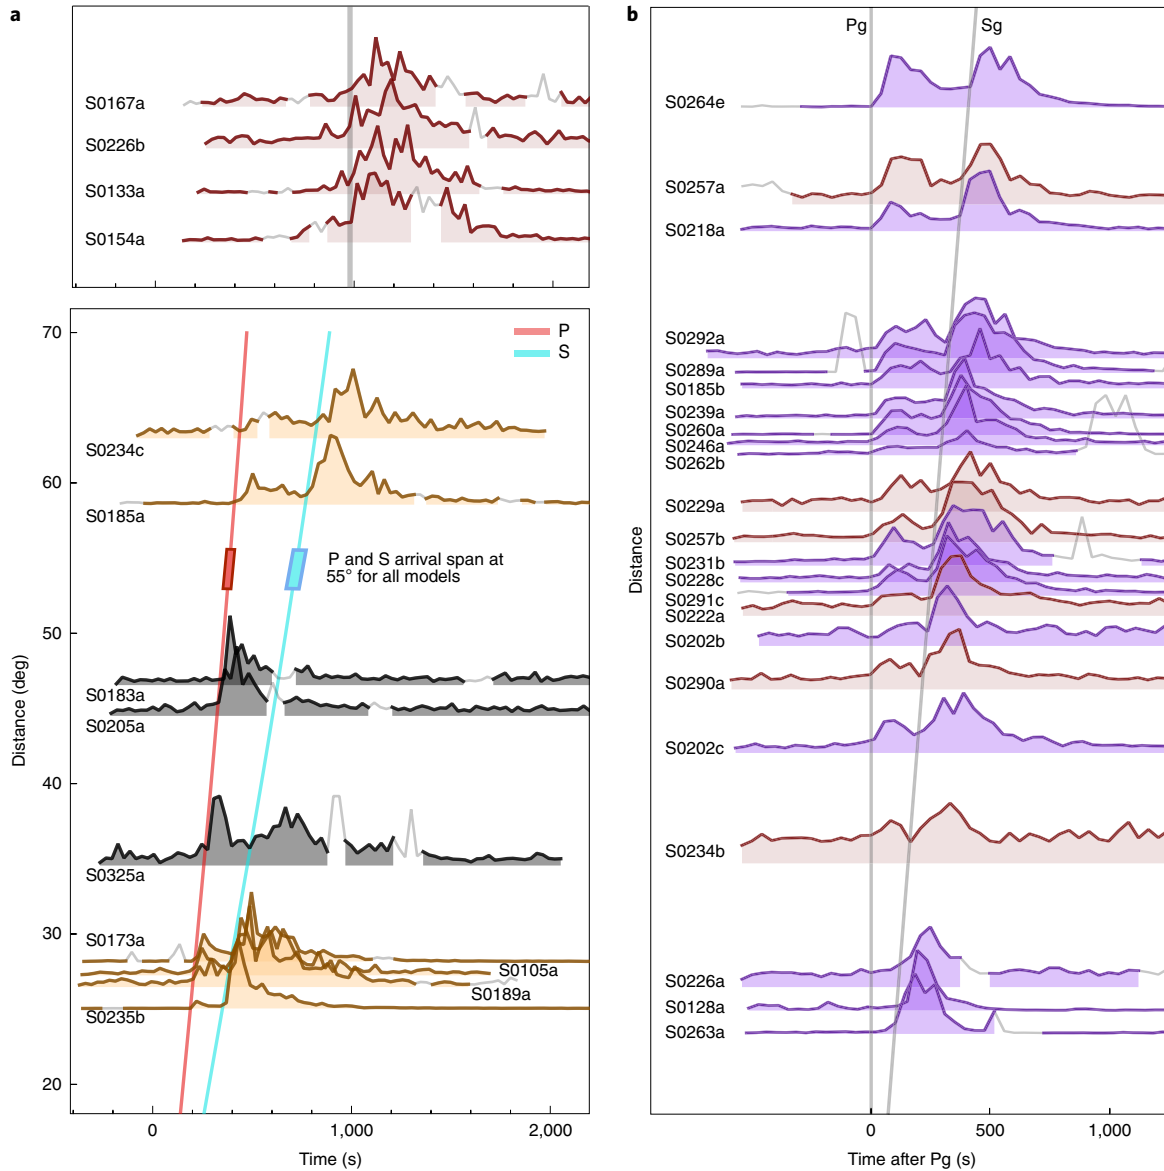 a
S0167a
S0226b
S0133a
S0154a
70
60
50
40
30
20
Distance (deg)
P
S
S0234c
S0185a
P and S arrival span at
55° for all models
S0183a
S0205a
S0325a
S0173a
S0105a
S0189a
S0235b
0
1,000
2,000
Time (s)
b
Pg
Sg
S0264e
S0257a
S0218a
S0292a
S0289a
S0185b
S0239a
S0260a
S0246a
S0262b
S0229a
S0257b
S0231b
S0228c
S0291c
S0222a
S0202b
S0290a
S0202c
S0234b
S0226a
S0128a
S0263a
Distance
0
500
1,000
Time after Pg (s)